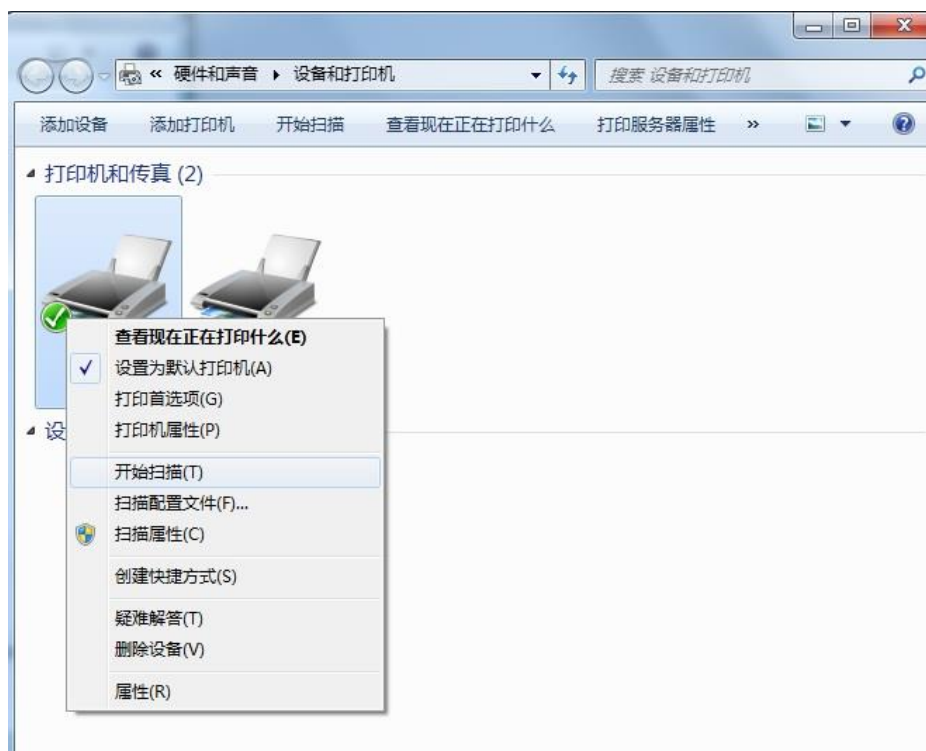 « 硬件和声音 ▸ 设备和打印机 搜索 设备和打印机
添加设备 添加打印机 开始扫描 查看现在正在打印什么 打印服务器属性 »
打印机和传真 (2)
查看现在正在打印什么(E)
设置为默认打印机(A)
打印首选项(G)
打印机属性(P)
设
开始扫描(T)
扫描配置文件(F)...
扫描属性(C)
创建快捷方式(S)
疑难解答(T)
删除设备(V)
属性(R)